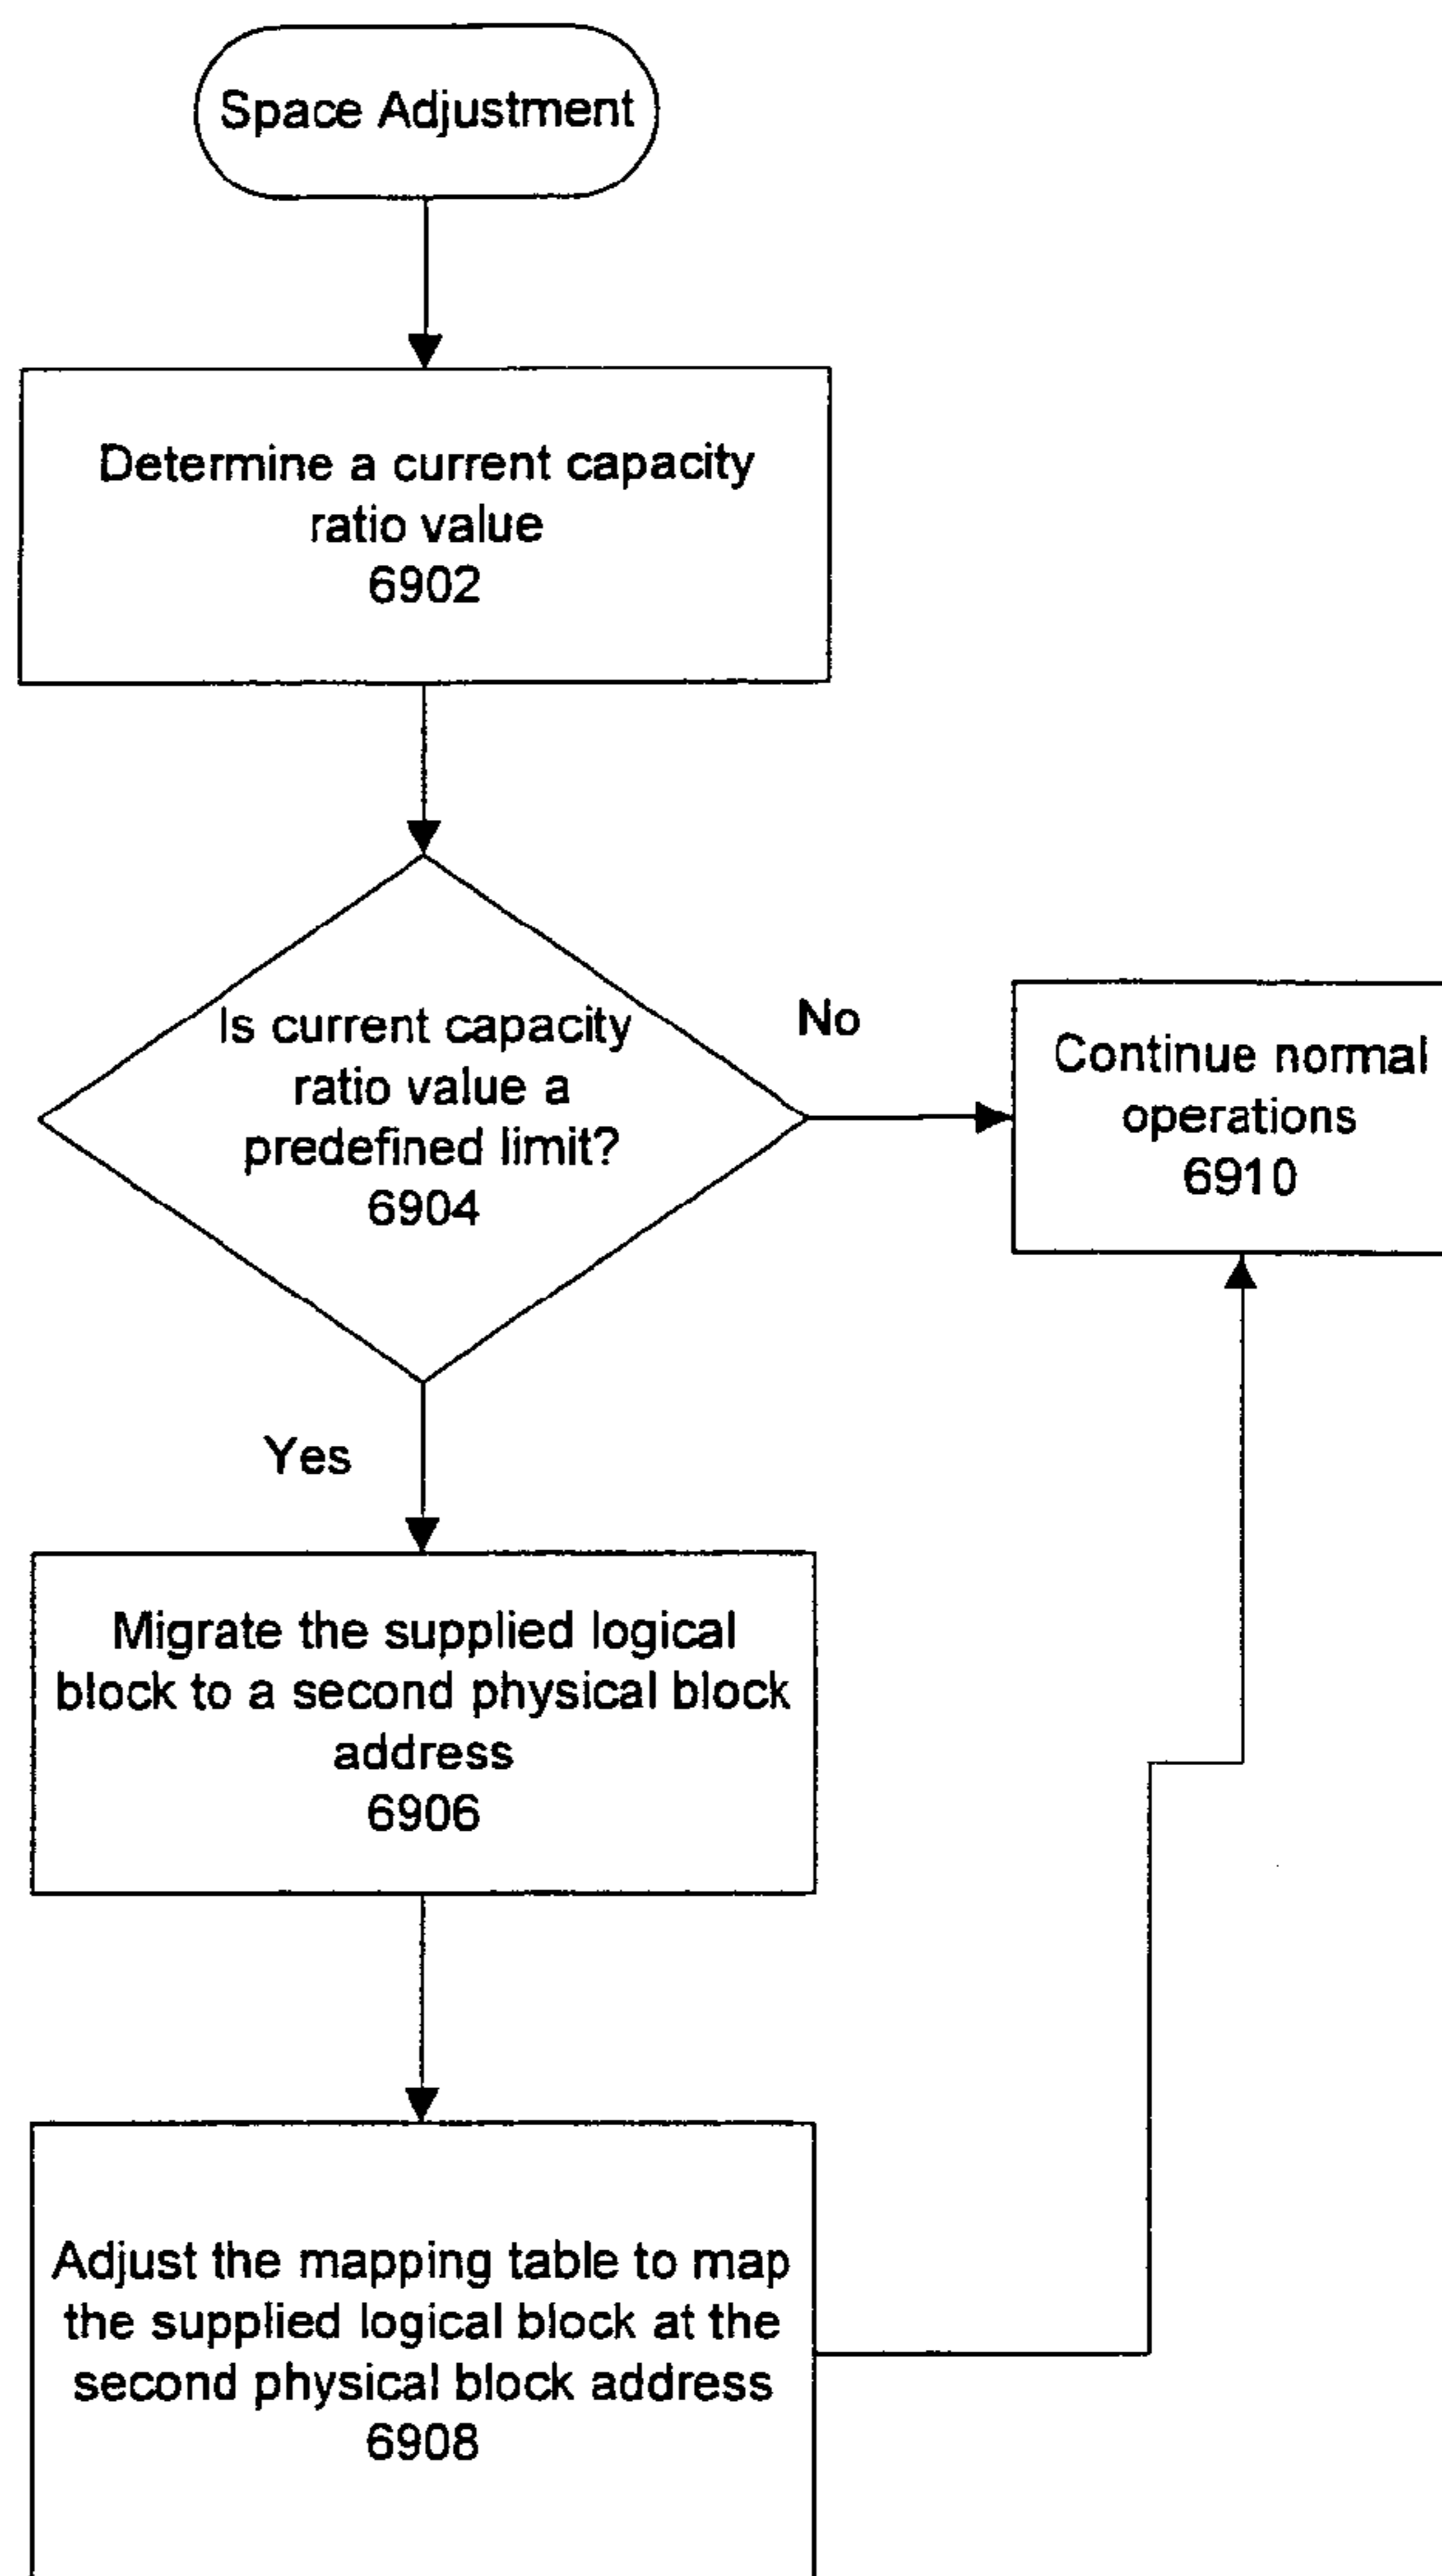 Space Adjustment
Determine a current capacity
ratio value
6902
Is current capacity
ratio value a
predefined limit?
6904
No
Continue normal
operations
6910
Yes
Migrate the supplied logical
block to a second physical block
address
6906
Adjust the mapping table to map
the supplied logical block at the
second physical block address
6908